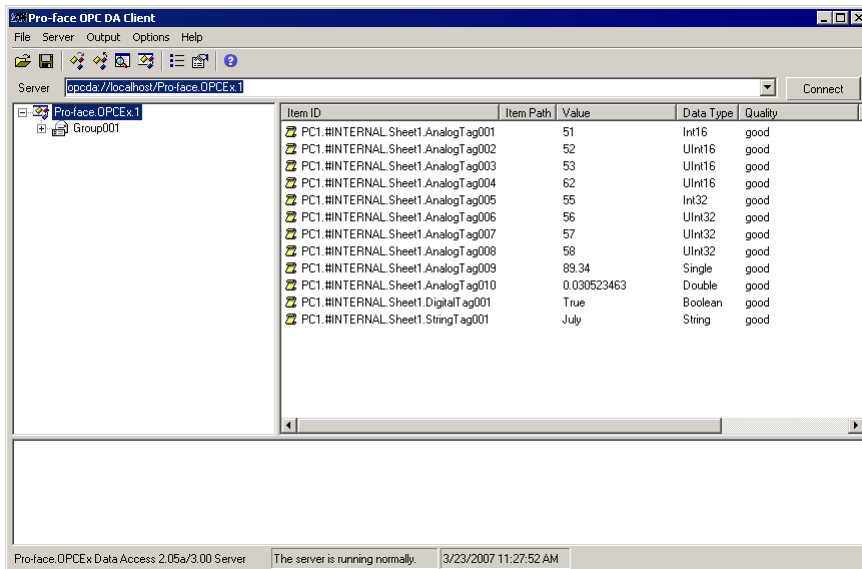 Pro-face OPC DA Client
File Server Output Options Help
Server opcda://localhost/Pro-face.OPCEx.1 Connect
Pro-face.OPCEx.1
Group001
Item ID Item Path Value Data Type Quality
PC1.#INTERNAL.Sheet1.AnalogTag001 51 Int16 good
PC1.#INTERNAL.Sheet1.AnalogTag002 52 UInt16 good
PC1.#INTERNAL.Sheet1.AnalogTag003 53 UInt16 good
PC1.#INTERNAL.Sheet1.AnalogTag004 62 UInt16 good
PC1.#INTERNAL.Sheet1.AnalogTag005 55 Int32 good
PC1.#INTERNAL.Sheet1.AnalogTag006 56 UInt32 good
PC1.#INTERNAL.Sheet1.AnalogTag007 57 UInt32 good
PC1.#INTERNAL.Sheet1.AnalogTag008 58 UInt32 good
PC1.#INTERNAL.Sheet1.AnalogTag009 89.34 Single good
PC1.#INTERNAL.Sheet1.AnalogTag010 0.030523463 Double good
PC1.#INTERNAL.Sheet1.DigitalTag001 True Boolean good
PC1.#INTERNAL.Sheet1.StringTag001 July String good
Pro-face.OPCEx Data Access 2.05a/3.00 Server The server is running normally. 3/23/2007 11:27:52 AM